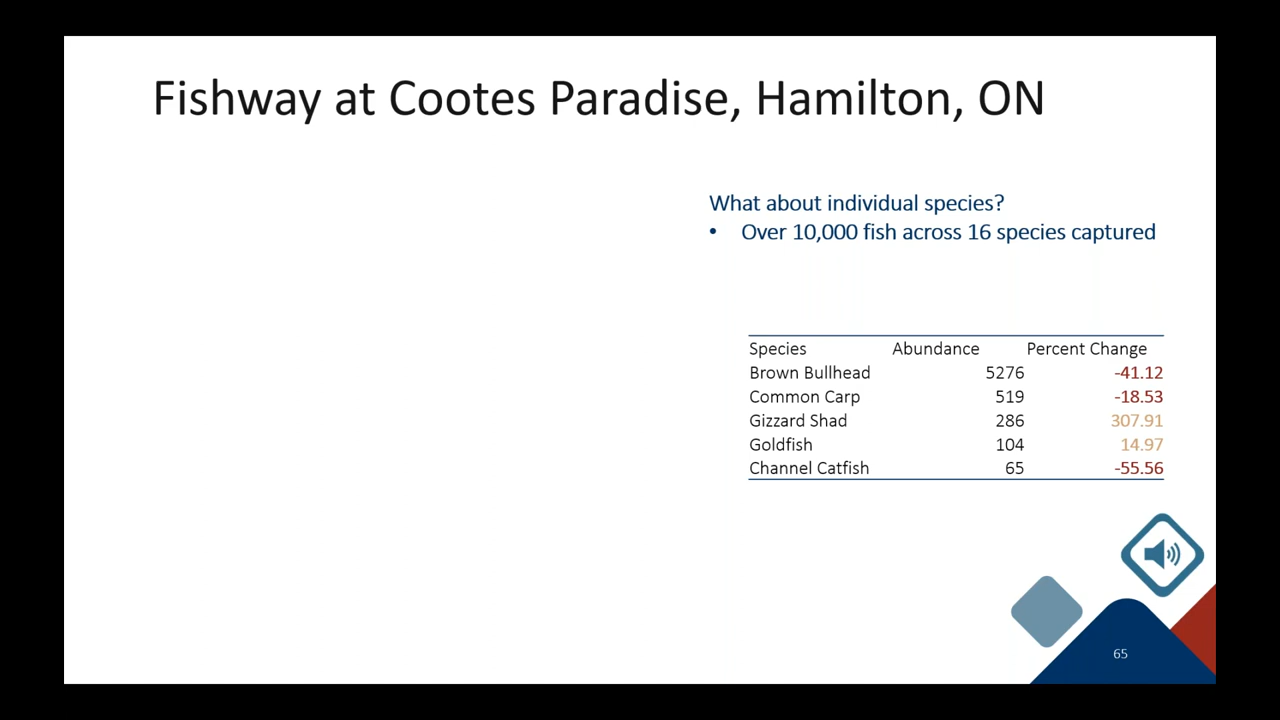 Fishway at Cootes Paradise, Hamilton, ON
What about individual species?
• Over 10,000 fish across 16 species captured
Species Abundance Percent Change
Brown Bullhead 5276 -41.12
Common Carp 519 -18.53
Gizzard Shad 286 307.91
Goldfish 104 14.97
Channel Catfish 65 -55.56
65